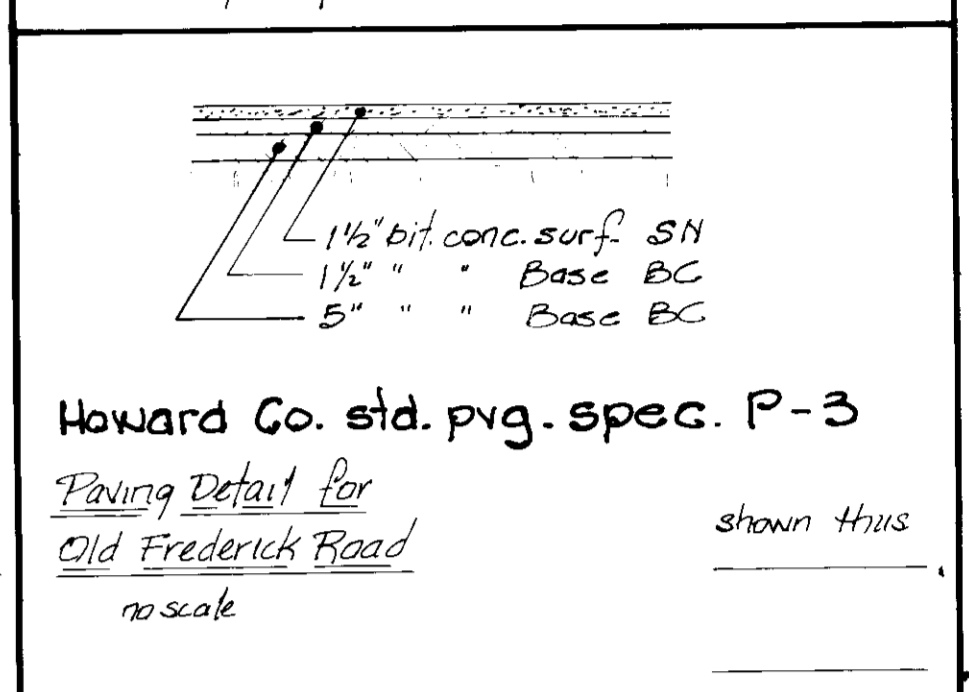 1½" bit. conc. surf. SN
1½" " " Base BC
5" " " Base BC
Howard Co. std. pvg. spec. P-3
Paving Detail for
Old Frederick Road
no scale
shown thus